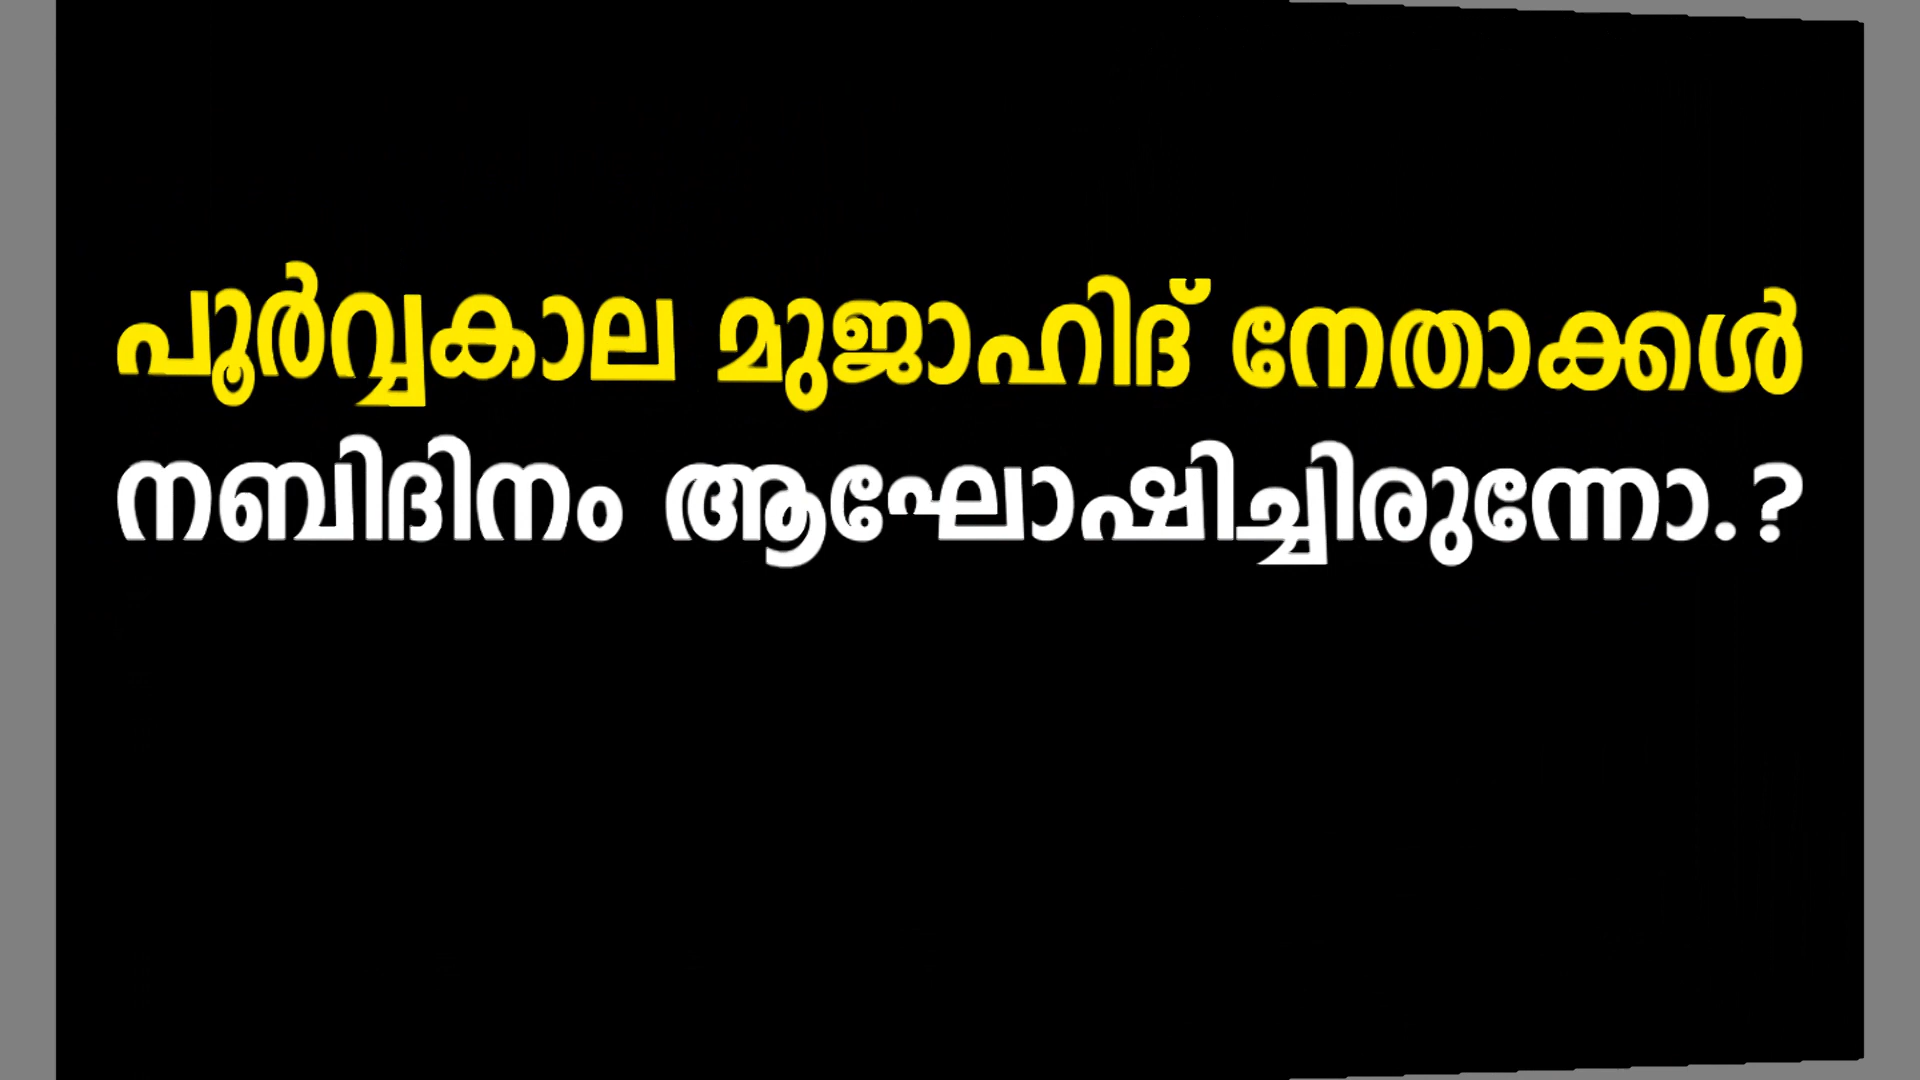 പൂർവ്വകാല മുജാഹിദ് നേതാക്കൾ
നബിദിനം ആഘോഷിച്ചിരുന്നോ.?